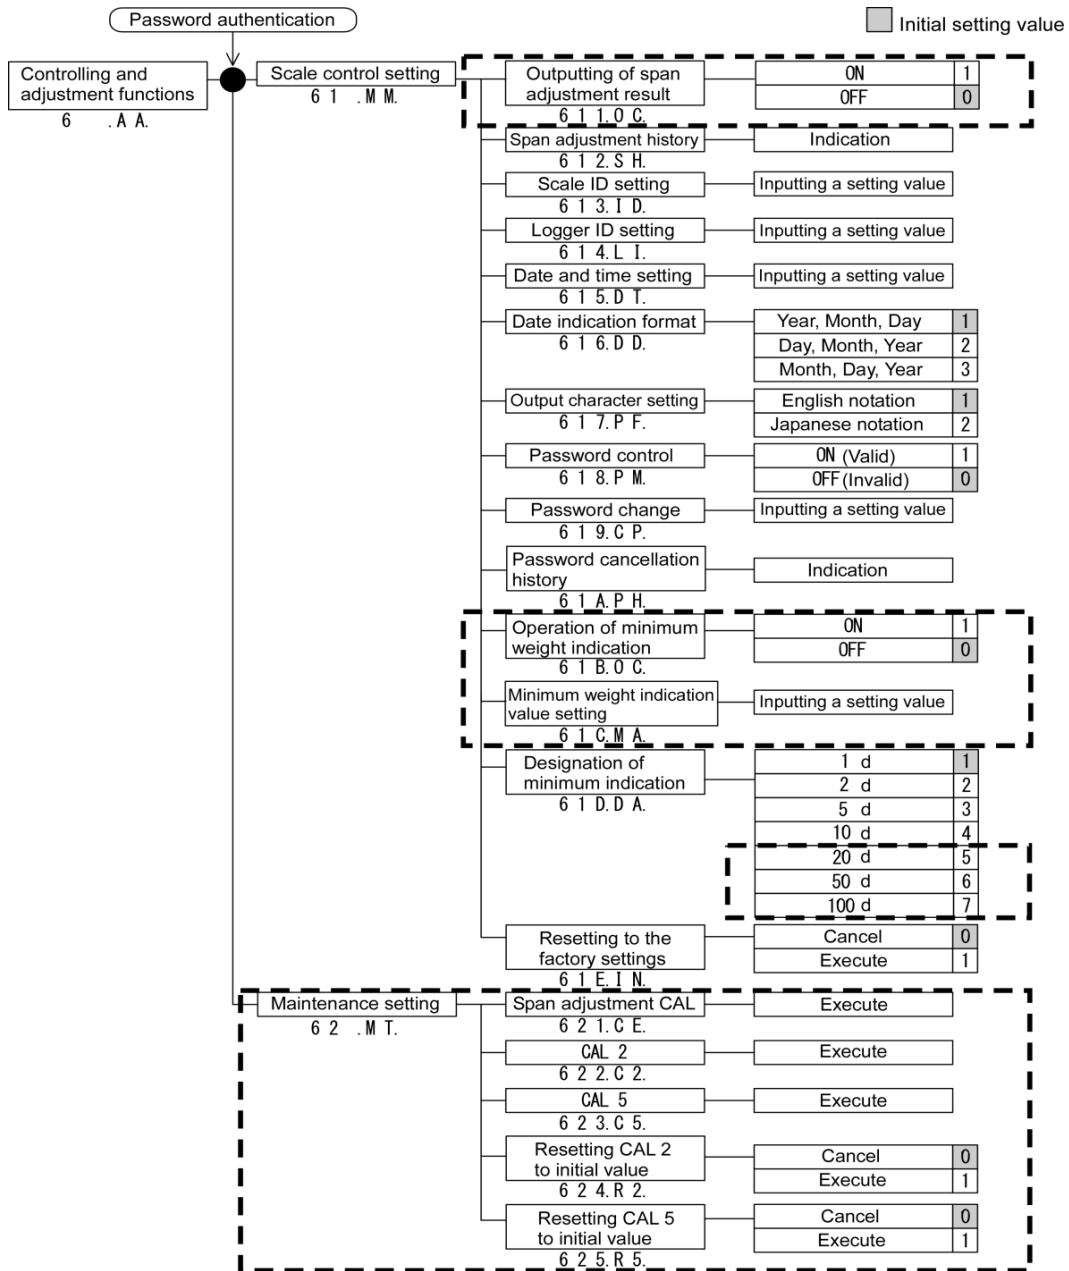 Password authentication
Initial setting value
Controlling and
adjustment functions
6 .A A.
Scale control setting
6 1 .M M.
Outputting of span
adjustment result
6 1 1.O C.
ON 1
OFF 0
Span adjustment history
6 1 2.S H.
Indication
Scale ID setting
6 1 3.I D.
Inputting a setting value
Logger ID setting
6 1 4.L I.
Inputting a setting value
Date and time setting
6 1 5.D T.
Inputting a setting value
Date indication format
6 1 6.D D.
Year, Month, Day 1
Day, Month, Year 2
Month, Day, Year 3
Output character setting
6 1 7.P F.
English notation 1
Japanese notation 2
Password control
6 1 8.P M.
ON (Valid) 1
OFF(Invalid) 0
Password change
6 1 9.C P.
Inputting a setting value
Password cancellation
history
6 1 A.P H.
Indication
Operation of minimum
weight indication
6 1 B.O C.
ON 1
OFF 0
Minimum weight indication
value setting
6 1 C.M A.
Inputting a setting value
Designation of
minimum indication
6 1 D.D A.
1 d 1
2 d 2
5 d 3
10 d 4
20 d 5
50 d 6
100 d 7
Resetting to the
factory settings
6 1 E.I N.
Cancel 0
Execute 1
Maintenance setting
6 2 .M T.
Span adjustment CAL
6 2 1.C E.
Execute
CAL 2
6 2 2.C 2.
Execute
CAL 5
6 2 3.C 5.
Execute
Resetting CAL 2
to initial value
6 2 4.R 2.
Cancel 0
Execute 1
Resetting CAL 5
to initial value
6 2 5.R 5.
Cancel 0
Execute 1